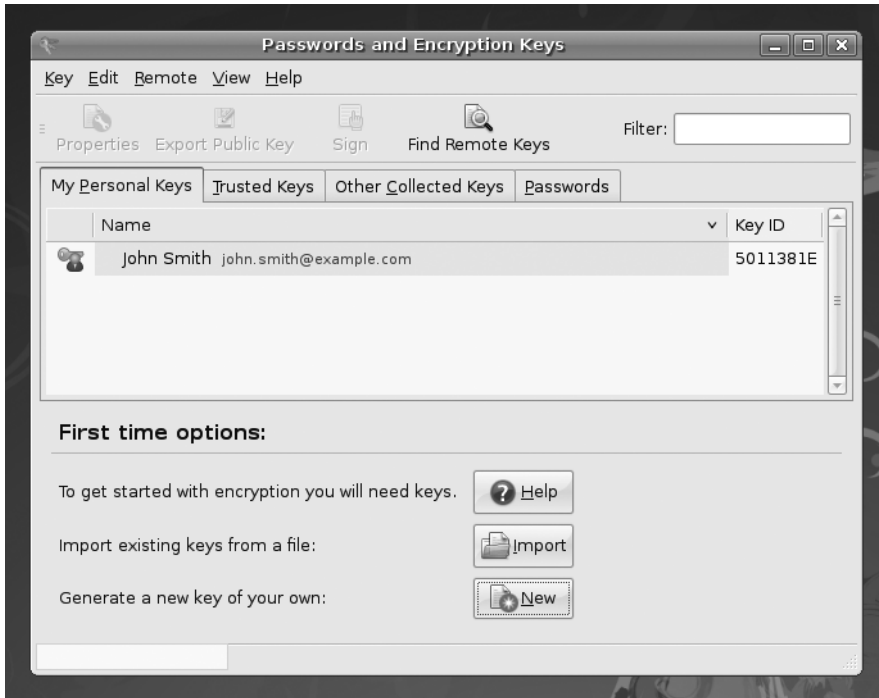 Passwords and Encryption Keys
Key Edit Remote View Help
Properties Export Public Key Sign Find Remote Keys Filter:
My Personal Keys Trusted Keys Other Collected Keys Passwords
Name Key ID
John Smith john.smith@example.com 5011381E
First time options:
To get started with encryption you will need keys. Help
Import existing keys from a file: Import
Generate a new key of your own: New